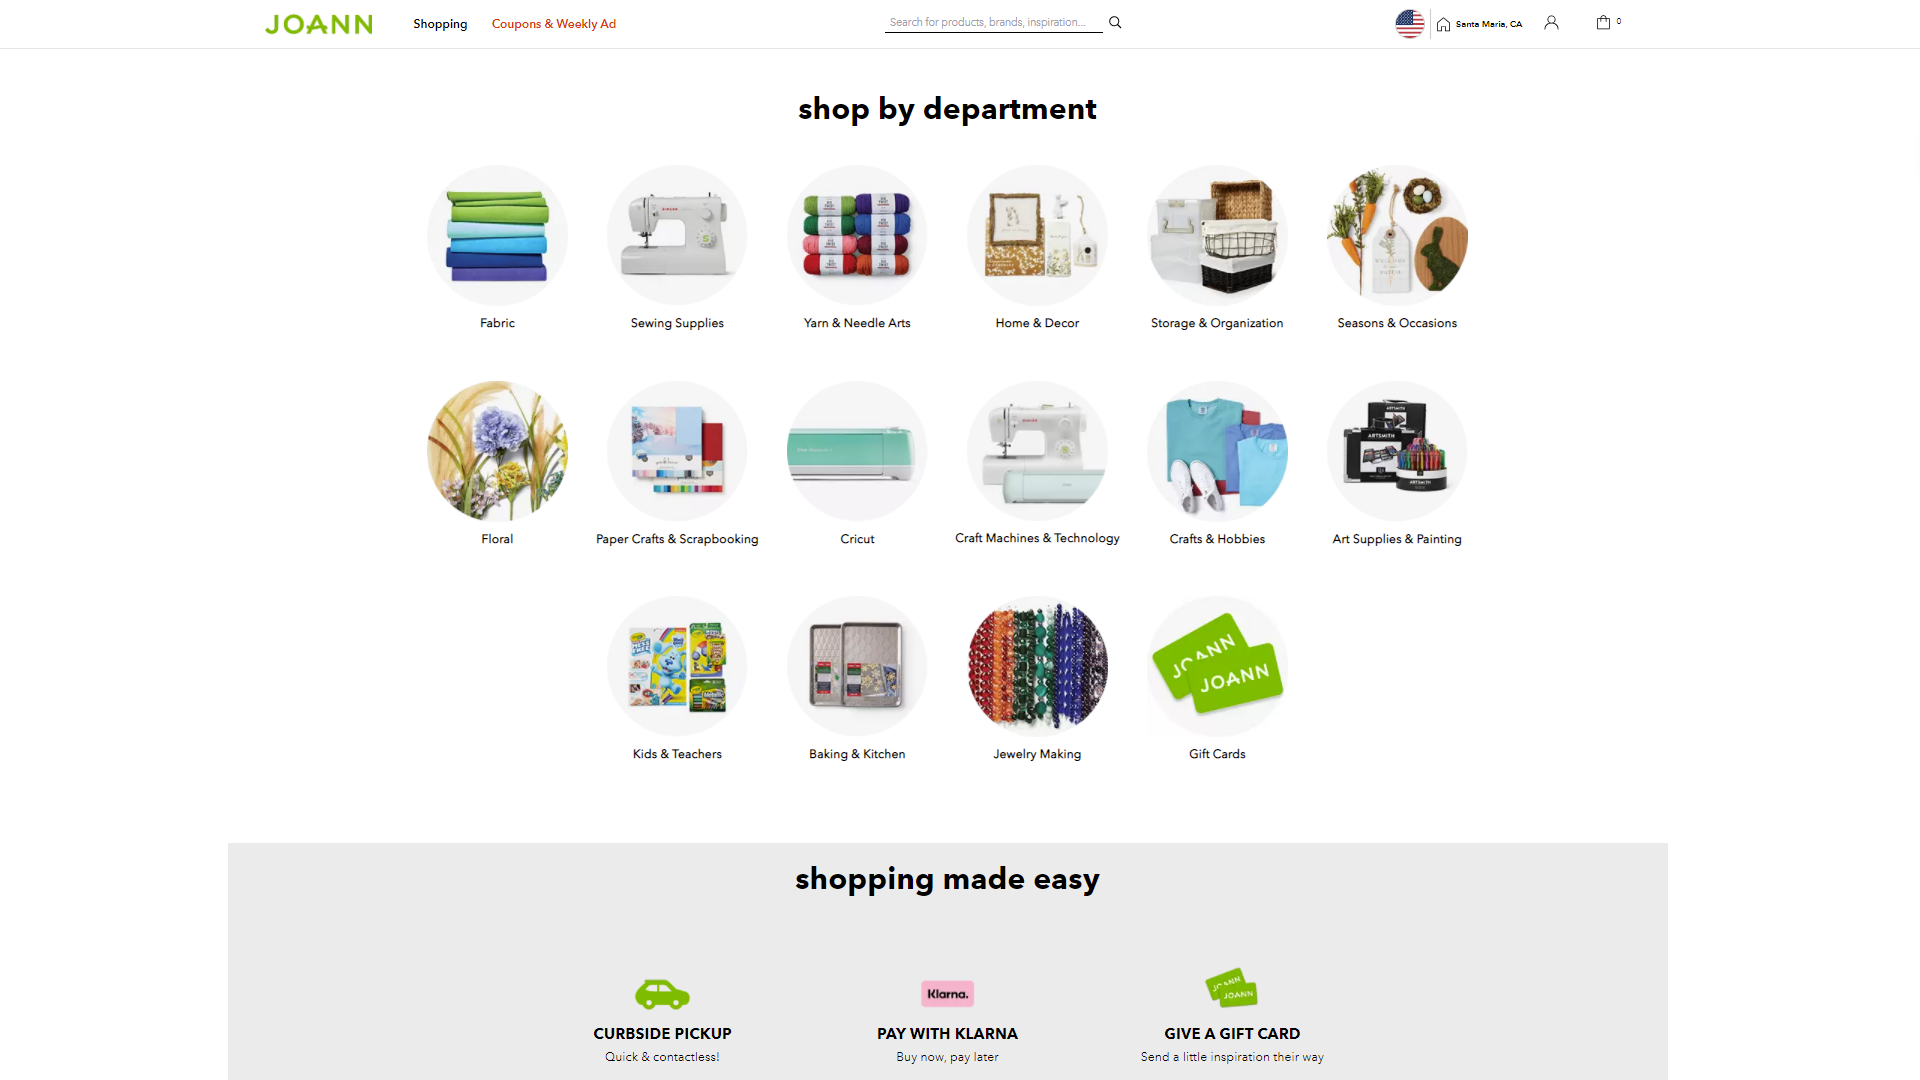 JOANN
Shopping
Coupons & Weekly Ad
Search for products, brands, inspiration...
Santa Maria, CA
0
shop by department
SINGER
Fabric
Sewing Supplies
Yarn & Needle Arts
Home & Decor
Storage & Organization
Seasons & Occasions
ARTSMITH
ARTSMITH
ARTSMITH
Floral
Paper Crafts & Scrapbooking
Cricut
Craft Machines & Technology
Crafts & Hobbies
Art Supplies & Painting
JOANN
JOANN
Kids & Teachers
Baking & Kitchen
Jewelry Making
Gift Cards
shopping made easy
Klarna.
JOANN
JOANN
CURBSIDE PICKUP
PAY WITH KLARNA
GIVE A GIFT CARD
Quick & contactless!
Buy now, pay later
Send a little inspiration their way